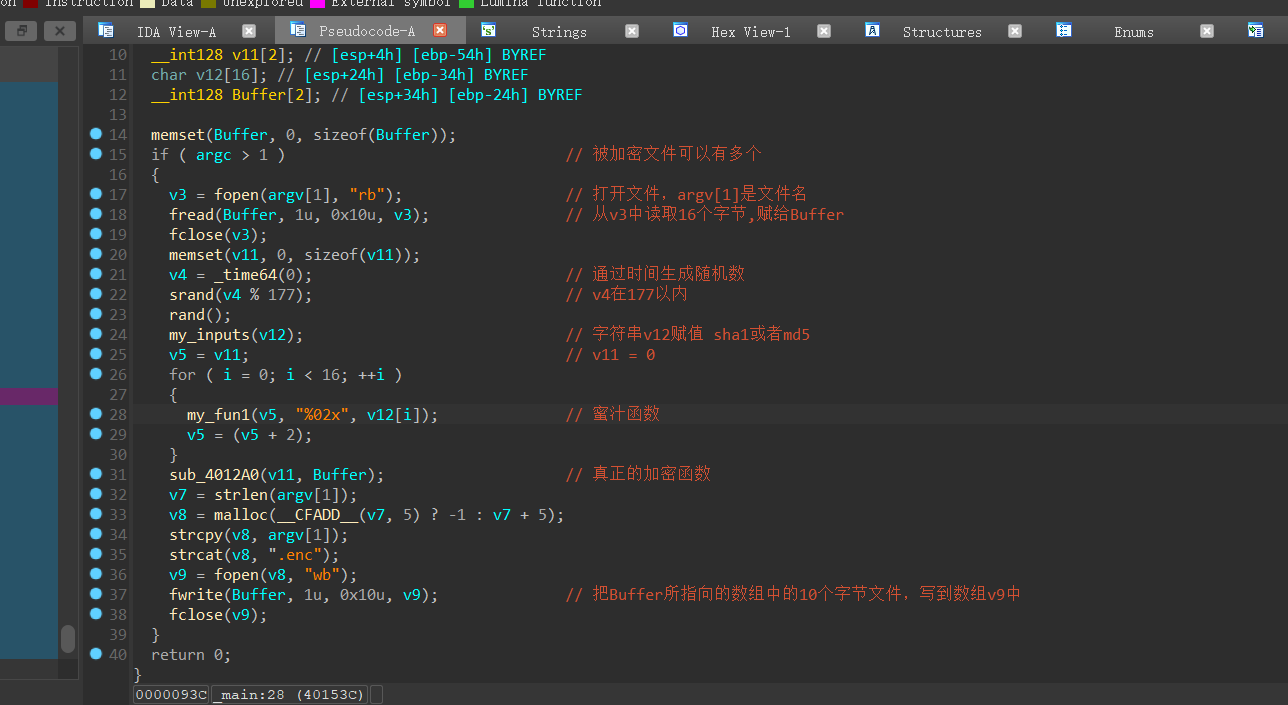 on Instruction Data Unexplored External symbol Lumina function
IDA View-A Pseudocode-A Strings Hex View-1 Structures Enums
10 __int128 v11[2]; // [esp+4h] [ebp-54h] BYREF
11 char v12[16]; // [esp+24h] [ebp-34h] BYREF
12 __int128 Buffer[2]; // [esp+34h] [ebp-24h] BYREF
13
14 memset(Buffer, 0, sizeof(Buffer));
15 if ( argc > 1 ) // 被加密文件可以有多个
16 {
17 v3 = fopen(argv[1], "rb"); // 打开文件, argv[1]是文件名
18 fread(Buffer, 1u, 0x10u, v3); // 从v3中读取16个字节,赋给Buffer
19 fclose(v3);
20 memset(v11, 0, sizeof(v11));
21 v4 = _time64(0); // 通过时间生成随机数
22 srand(v4 % 177); // v4在177以内
23 rand();
24 my_inputs(v12); // 字符串v12赋值 sha1或者md5
25 v5 = v11; // v11 = 0
26 for ( i = 0; i < 16; ++i )
27 {
28 my_fun1(v5, "%02x", v12[i]); // 蜜汁函数
29 v5 = (v5 + 2);
30 }
31 sub_4012A0(v11, Buffer); // 真正的加密函数
32 v7 = strlen(argv[1]);
33 v8 = malloc(__CFADD__(v7, 5) ? -1 : v7 + 5);
34 strcpy(v8, argv[1]);
35 strcat(v8, ".enc");
36 v9 = fopen(v8, "wb");
37 fwrite(Buffer, 1u, 0x10u, v9); // 把Buffer所指向的数组中的10个字节文件, 写到数组v9中
38 fclose(v9);
39 }
40 return 0;
}
0000093C _main:28 (40153C)